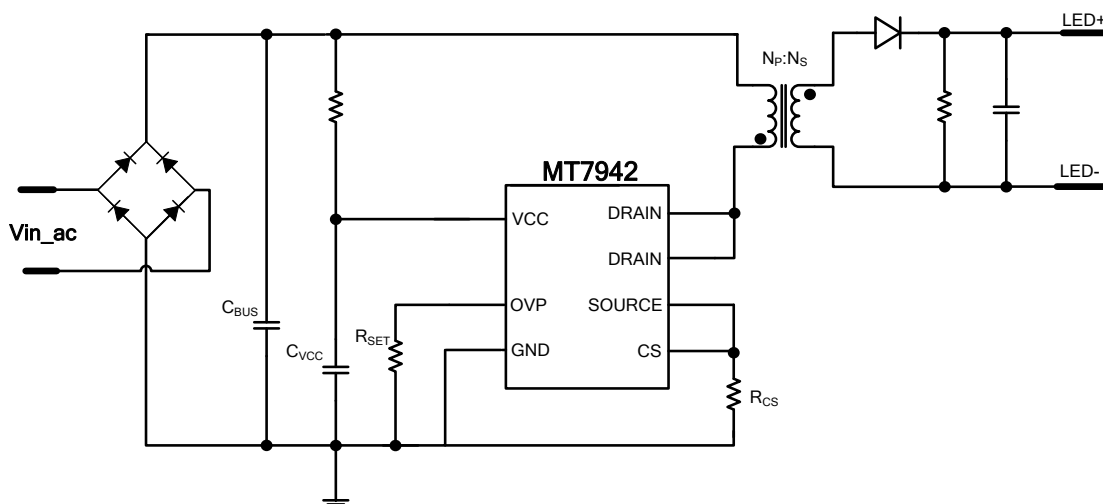 LED+
NP:NS
MT7942
LED-
VCC
DRAIN
Vin_ac
DRAIN
CBUS
OVP
SOURCE
RSET
CVCC
GND
CS
RCS